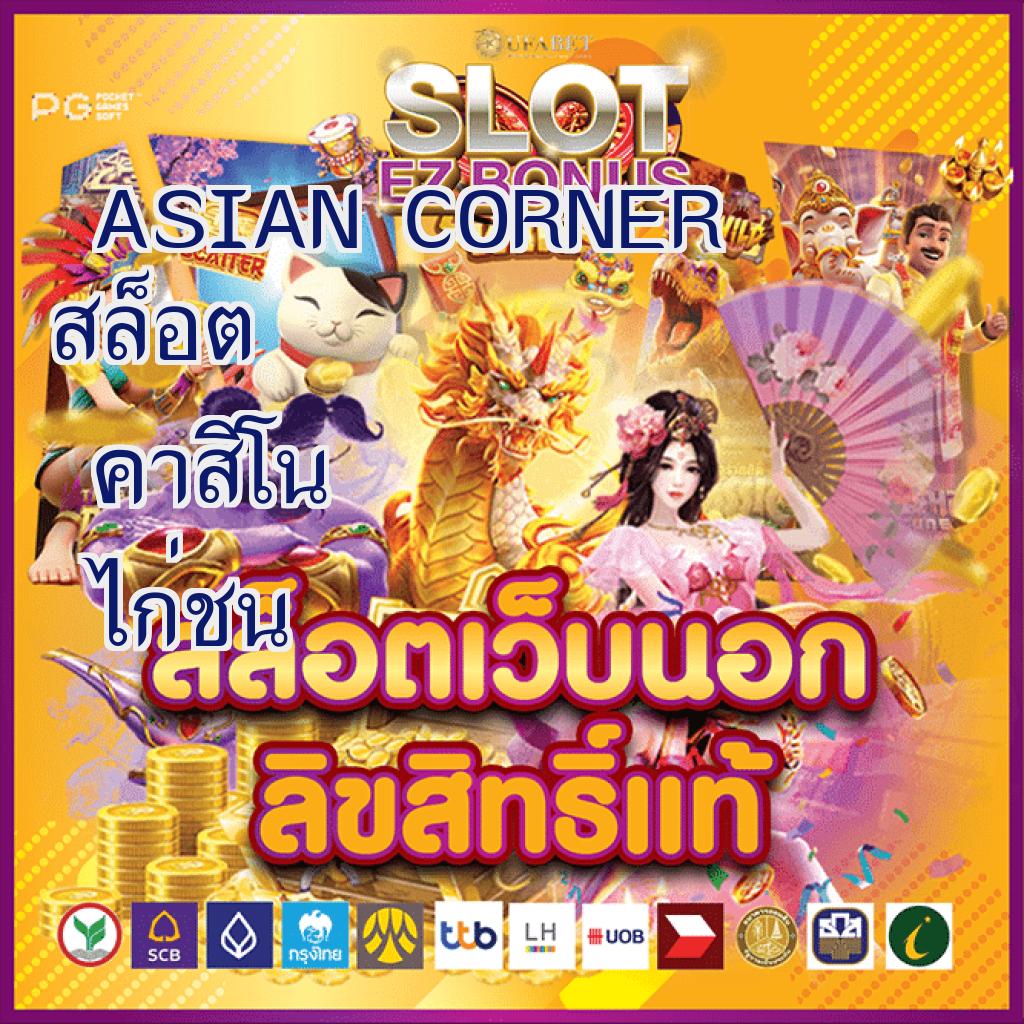 UFABET
PG POCKET GAMES SOFT
SLOT
EZ BONUS
ASIAN CORNER
WILD
SCATTER
สล็อต
คาสิโน
ไก่ชน
สล็อตเว็บนอก
ลิขสิทธิ์แท้
SCB
กรุงไทย
ttb
LH
UOB